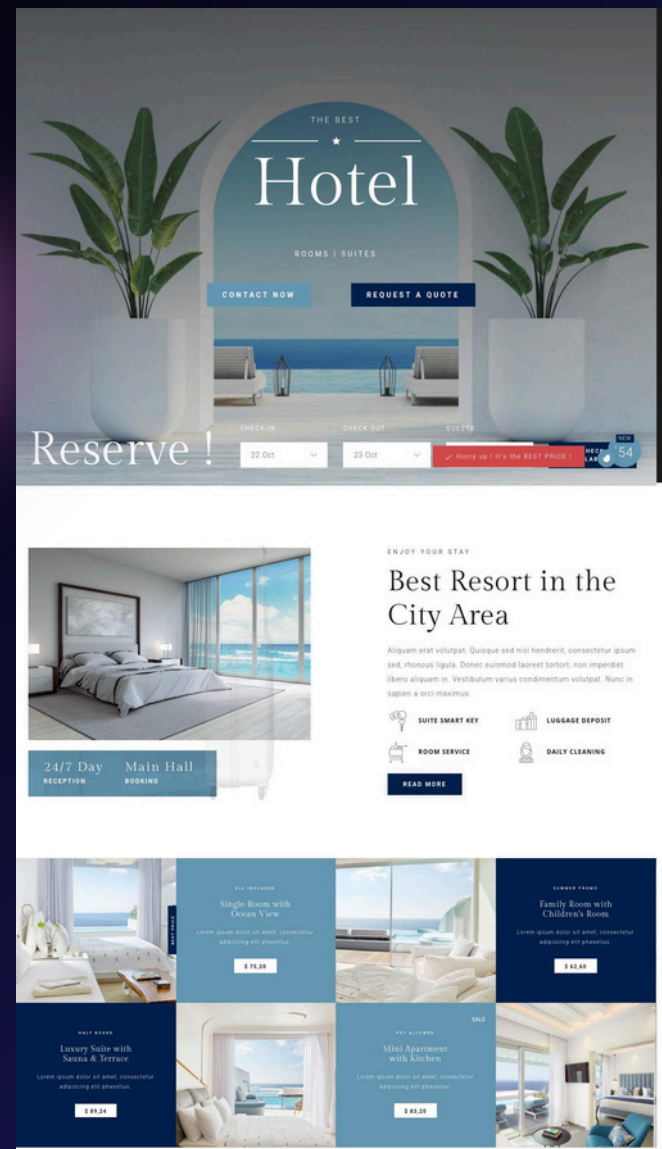 THE BEST
Hotel
ROOMS | SUITES
CONTACT NOW
REQUEST A QUOTE
Reserve !
CHECK-IN
CHECK-OUT
GUESTS
22 Oct
23 Oct
✓ Hurry up ! It's the BEST PRICE !
NEW
54
ENJOY YOUR STAY
Best Resort in the
City Area
Aliquam erat volutpat. Quisque sed nisi hendrerit, consectetur ipsum
sed, rhoncus ligula. Donec euismod laoreet tortort, non imperdiet
libero aliquam in. Vestibulum varius condimentum volutpat. Nunc in
sapien a orci maximus
SUITE SMART KEY
LUGGAGE DEPOSIT
ROOM SERVICE
DAILY CLEANING
READ MORE
24/7 Day
RECEPTION
Main Hall
BOOKING
BEST PRICE
ALL INCLUDED
Single Room with
Ocean View
Lorem ipsum dolor sit amet, consectetur
adipiscing elit phasellus.
$ 75,20
SUMMER PROMO
Family Room with
Children's Room
Lorem ipsum dolor sit amet, consectetur
adipiscing elit phasellus.
$ 62,60
HALF BOARD
Luxury Suite with
Sauna & Terrace
Lorem ipsum dolor sit amet, consectetur
adipiscing elit phasellus.
$ 89,24
SALE
PET ALLOWED
Mini Apartment
with Kitchen
Lorem ipsum dolor sit amet, consectetur
adipiscing elit phasellus.
$ 83,20